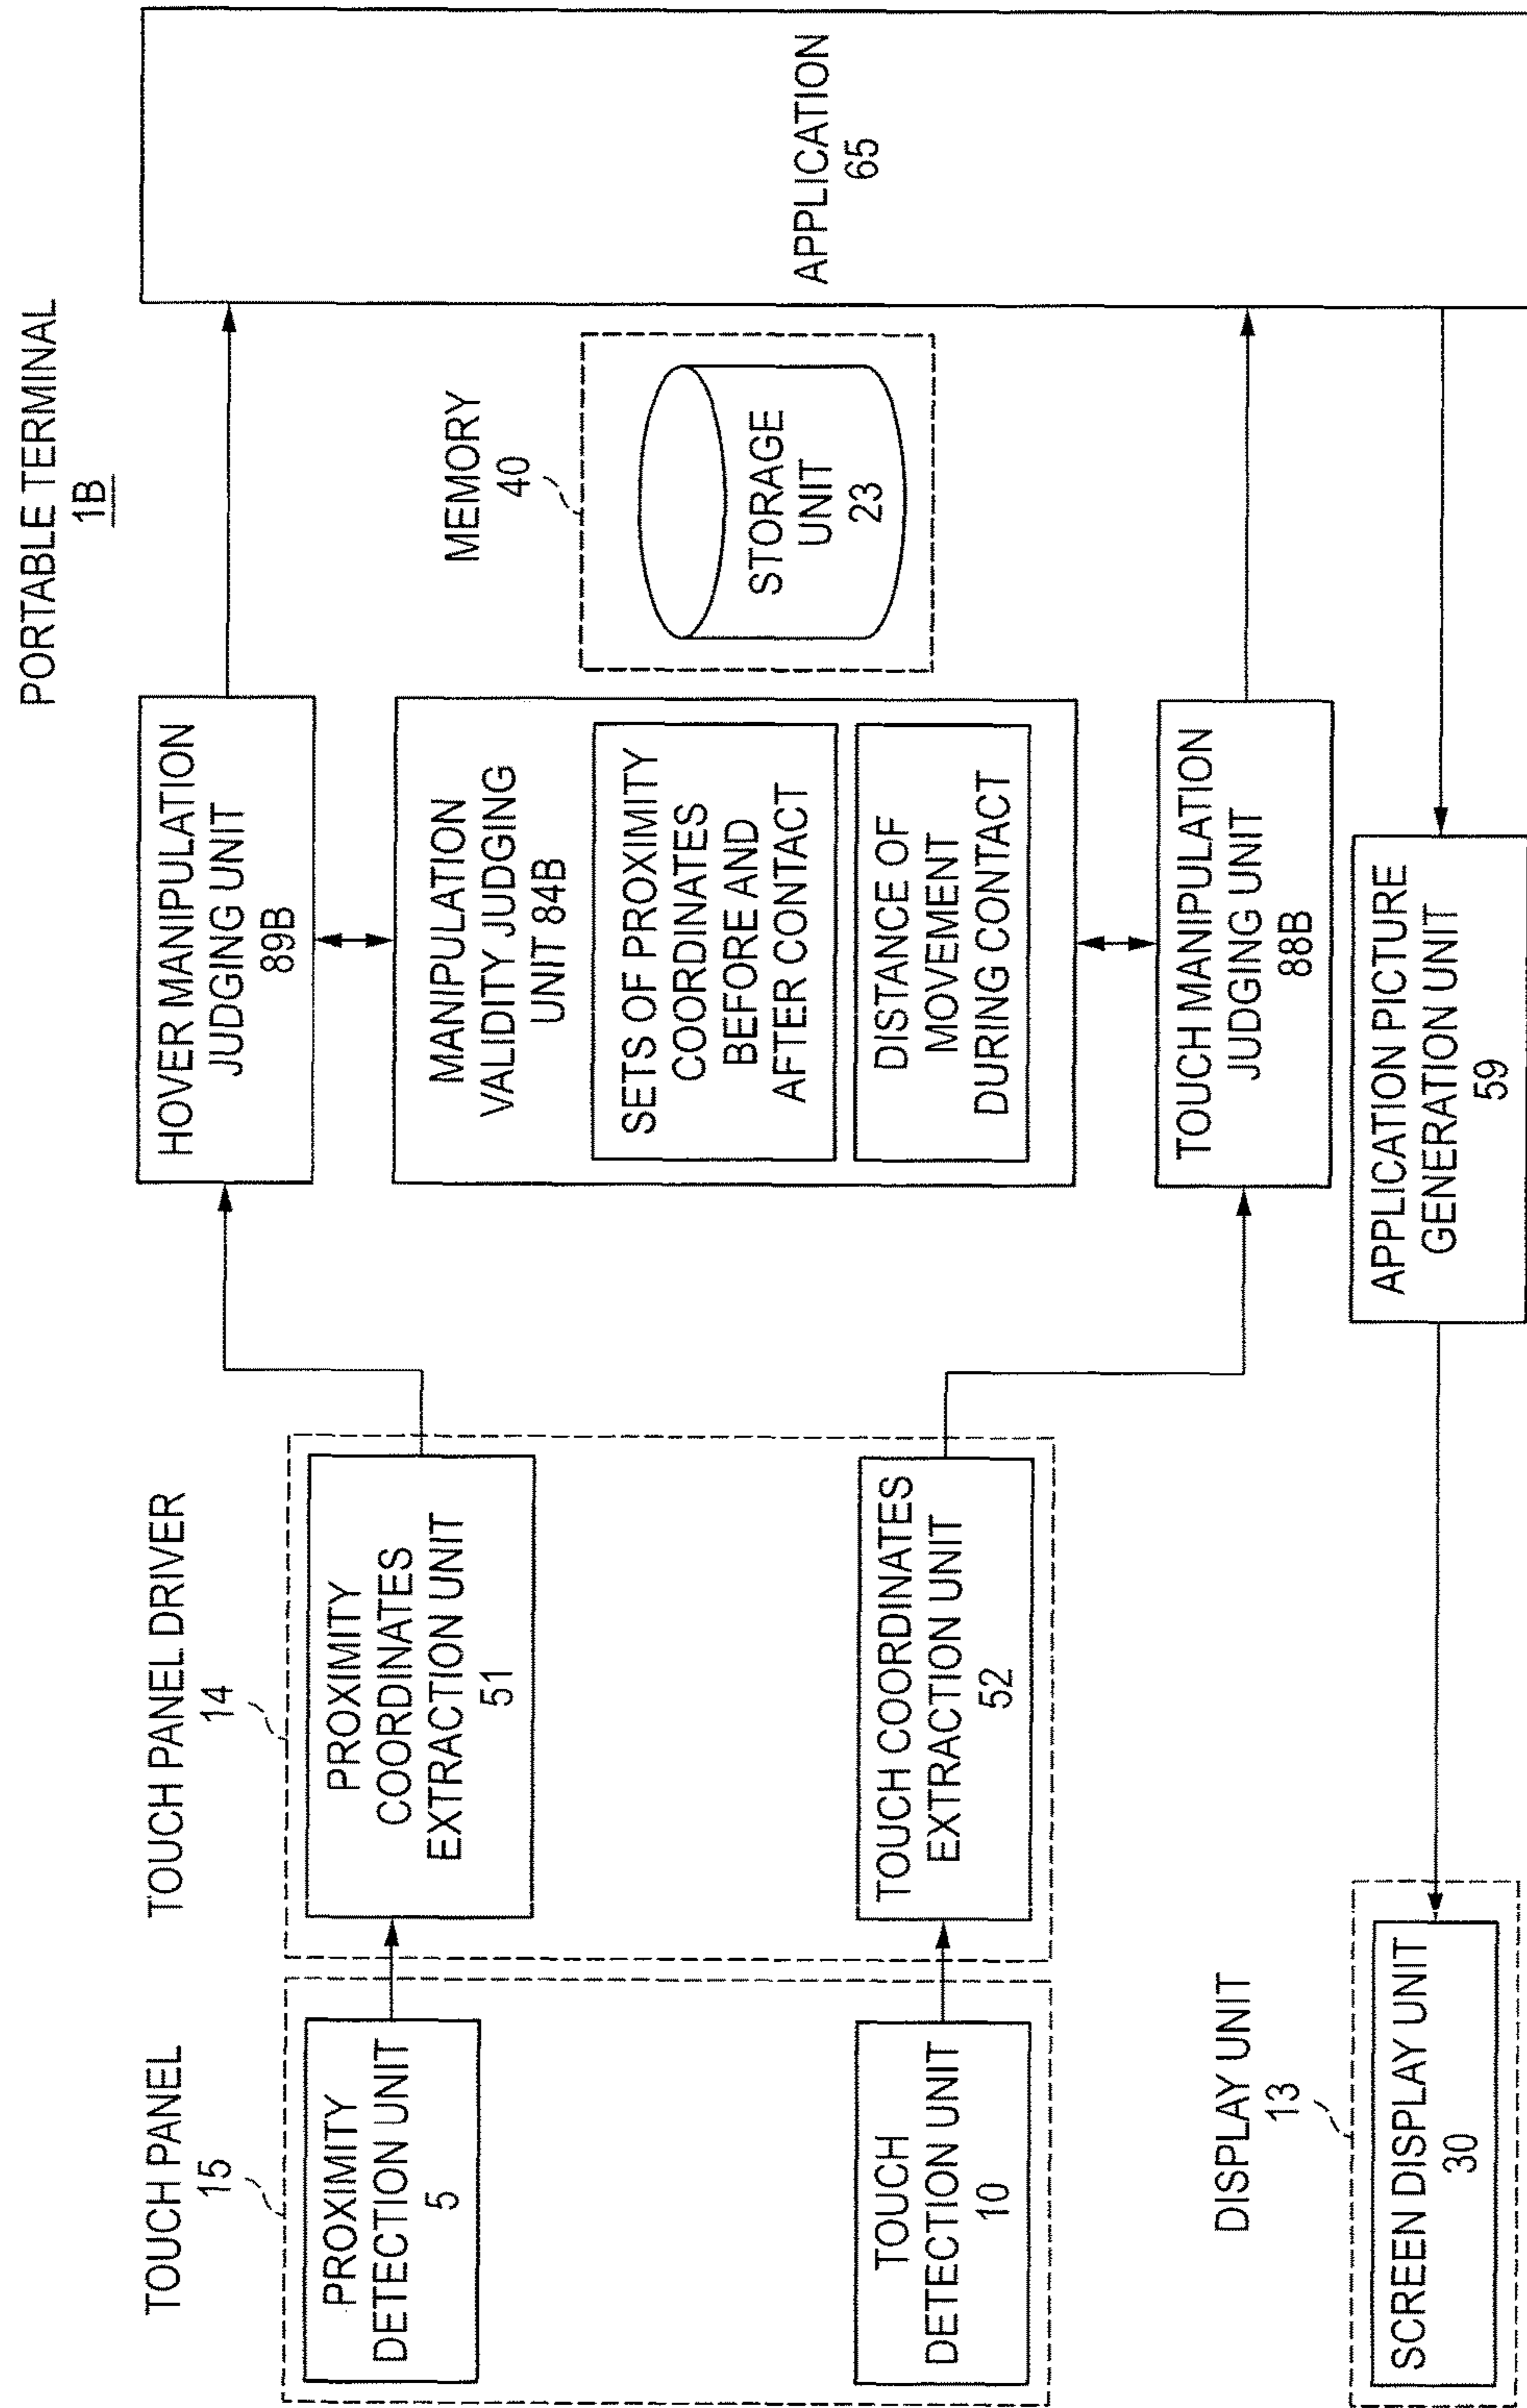 PORTABLE TERMINAL
1B
TOUCH PANEL
15
PROXIMITY
DETECTION UNIT
5
TOUCH
DETECTION UNIT
10
TOUCH PANEL DRIVER
14
PROXIMITY
COORDINATES
EXTRACTION UNIT
51
TOUCH COORDINATES
EXTRACTION UNIT
52
HOVER MANIPULATION
JUDGING UNIT
89B
MANIPULATION
VALIDITY JUDGING
UNIT 84B
SETS OF PROXIMITY
COORDINATES
BEFORE AND
AFTER CONTACT
DISTANCE OF
MOVEMENT
DURING CONTACT
TOUCH MANIPULATION
JUDGING UNIT
88B
MEMORY
40
STORAGE
UNIT
23
APPLICATION
65
DISPLAY UNIT
13
SCREEN DISPLAY UNIT
30
APPLICATION PICTURE
GENERATION UNIT
59